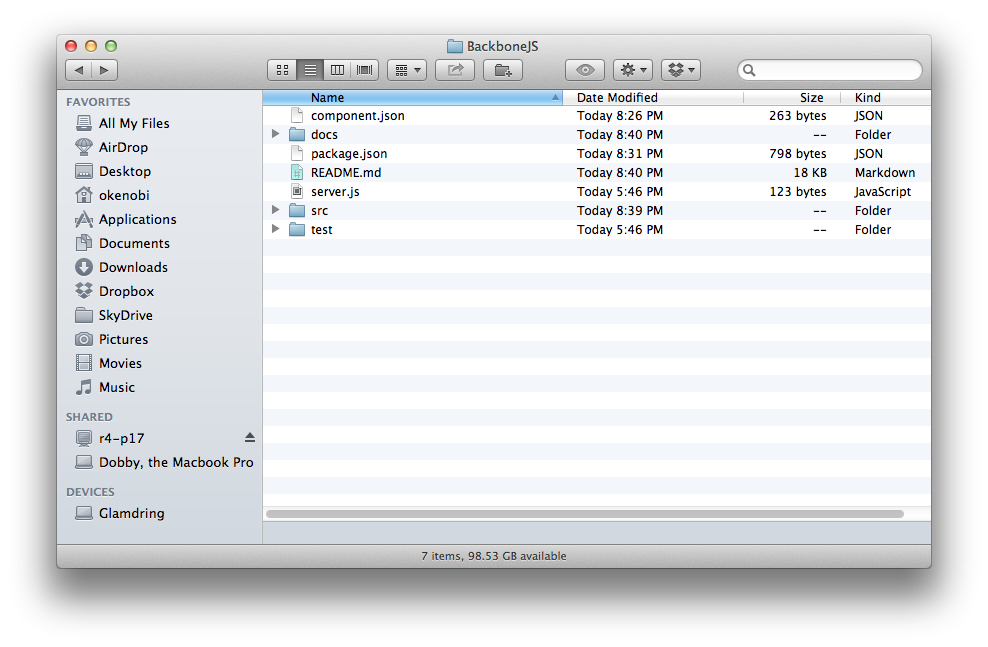 BackboneJS
FAVORITES
All My Files
AirDrop
Desktop
okenobi
Applications
Documents
Downloads
Dropbox
SkyDrive
Pictures
Movies
Music
SHARED
r4-p17
Dobby, the Macbook Pro
DEVICES
Glamdring
Name Date Modified Size Kind
component.json Today 8:26 PM 263 bytes JSON
docs Today 8:40 PM -- Folder
package.json Today 8:31 PM 798 bytes JSON
README.md Today 8:40 PM 18 KB Markdown
server.js Today 5:46 PM 123 bytes JavaScript
src Today 8:39 PM -- Folder
test Today 5:46 PM -- Folder
7 items, 98.53 GB available